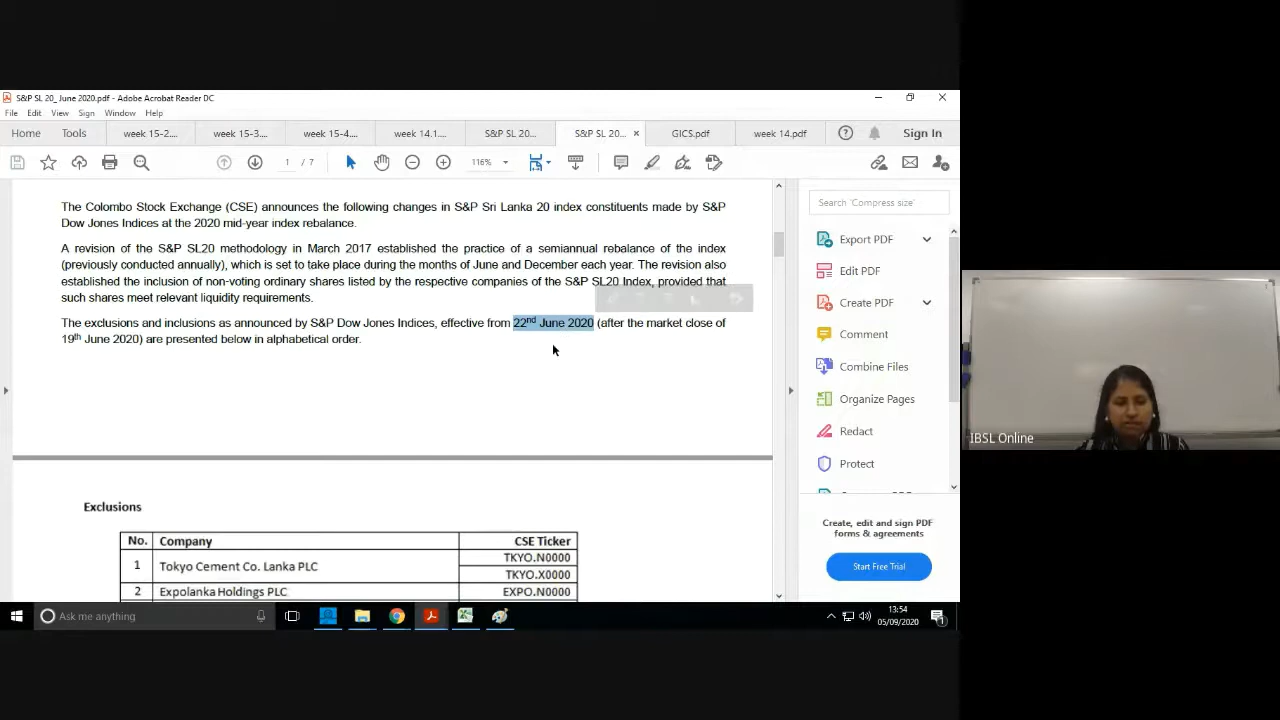 S&P SL 20_ June 2020.pdf - Adobe Acrobat Reader DC
File Edit View Sign Window Help
Home Tools week 15-2.... week 15-3.... week 15-4.... week 14.1.... S&P SL 20... S&P SL 20... × GICS.pdf week 14.pdf Sign In
1 / 7 116%
The Colombo Stock Exchange (CSE) announces the following changes in S&P Sri Lanka 20 index constituents made by S&P
Dow Jones Indices at the 2020 mid-year index rebalance.
A revision of the S&P SL20 methodology in March 2017 established the practice of a semiannual rebalance of the index
(previously conducted annually), which is set to take place during the months of June and December each year. The revision also
established the inclusion of non-voting ordinary shares listed by the respective companies of the S&P SL20 Index, provided that
such shares meet relevant liquidity requirements.
The exclusions and inclusions as announced by S&P Dow Jones Indices, effective from 22nd June 2020 (after the market close of
19th June 2020) are presented below in alphabetical order.
Exclusions
No. Company CSE Ticker
1 Tokyo Cement Co. Lanka PLC TKYO.N0000
TKYO.X0000
2 Expolanka Holdings PLC EXPO.N0000
Search 'Compress size'
Export PDF
Edit PDF
Create PDF
Comment
Combine Files
Organize Pages
Redact
Protect
Create, edit and sign PDF
forms & agreements
Start Free Trial
IBSL Online
Ask me anything
13:54
05/09/2020